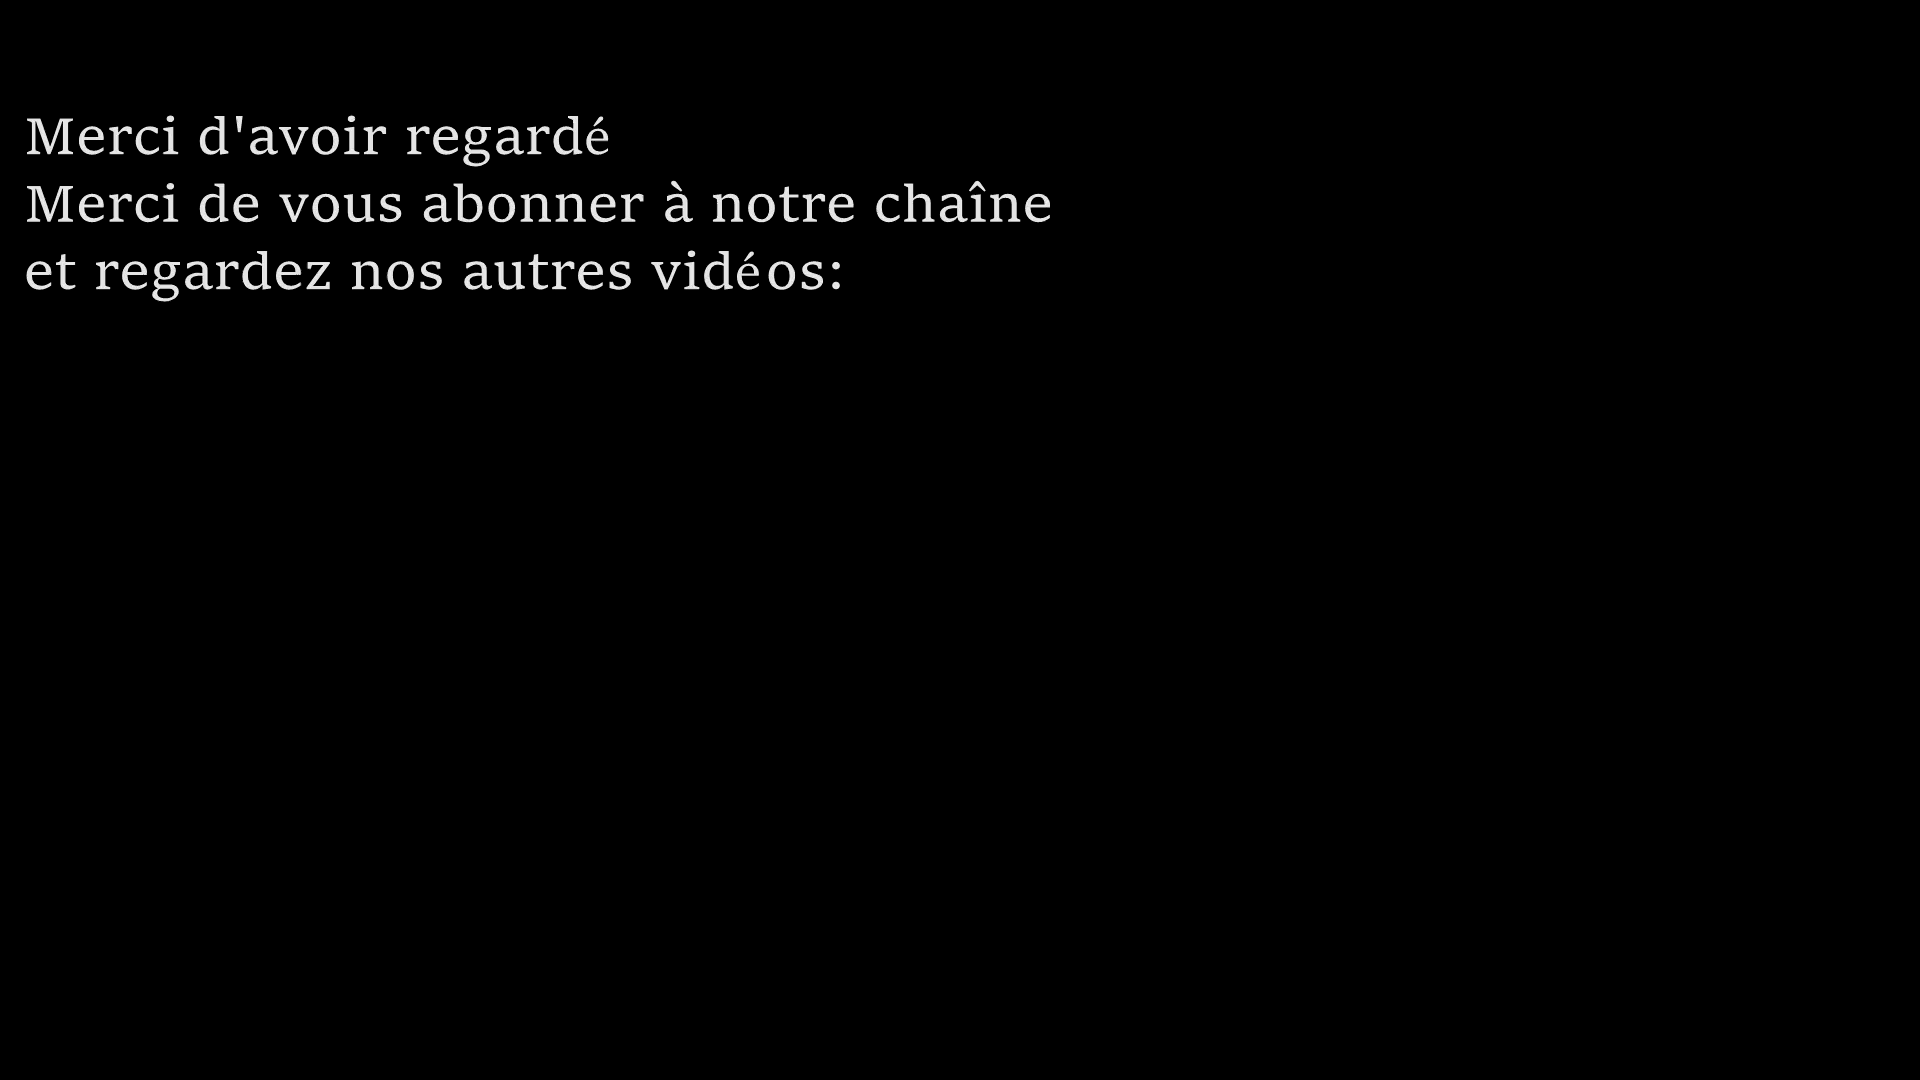 Merci d'avoir regardé
Merci de vous abonner à notre chaîne
et regardez nos autres vidéos: